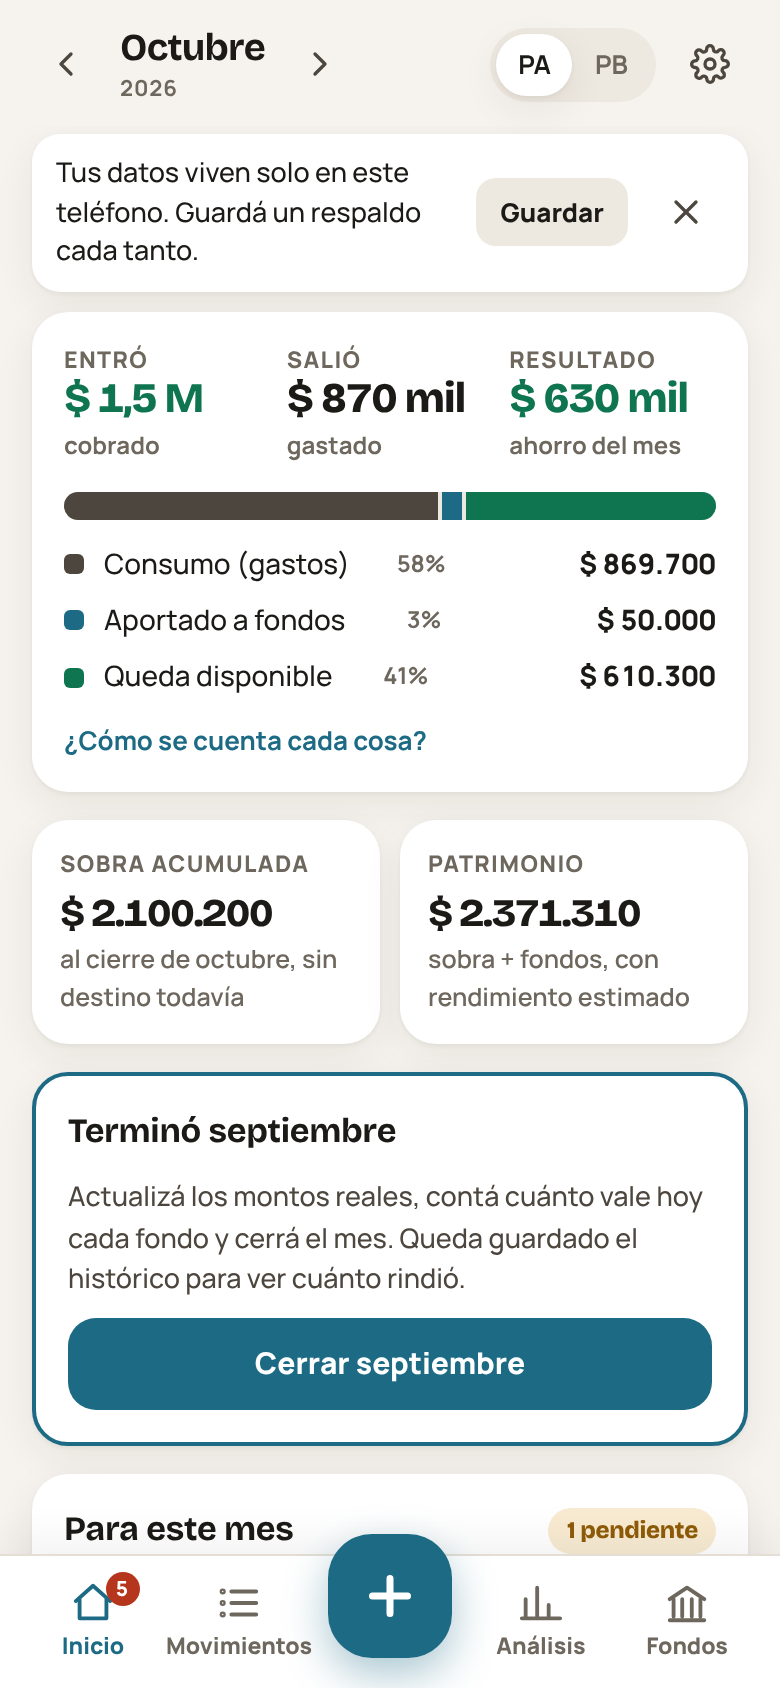 Octubre
2026
PA
PB
Tus datos viven solo en este
teléfono. Guardá un respaldo
cada tanto.
Guardar
ENTRÓ
$ 1,5 M
cobrado
SALIÓ
$ 870 mil
gastado
RESULTADO
$ 630 mil
ahorro del mes
Consumo (gastos) 58% $ 869.700
Aportado a fondos 3% $ 50.000
Queda disponible 41% $ 610.300
¿Cómo se cuenta cada cosa?
SOBRA ACUMULADA
$ 2.100.200
al cierre de octubre, sin
destino todavía
PATRIMONIO
$ 2.371.310
sobra + fondos, con
rendimiento estimado
Terminó septiembre
Actualizá los montos reales, contá cuánto vale hoy
cada fondo y cerrá el mes. Queda guardado el
histórico para ver cuánto rindió.
Cerrar septiembre
Para este mes
1 pendiente
5
Inicio
Movimientos
Análisis
Fondos